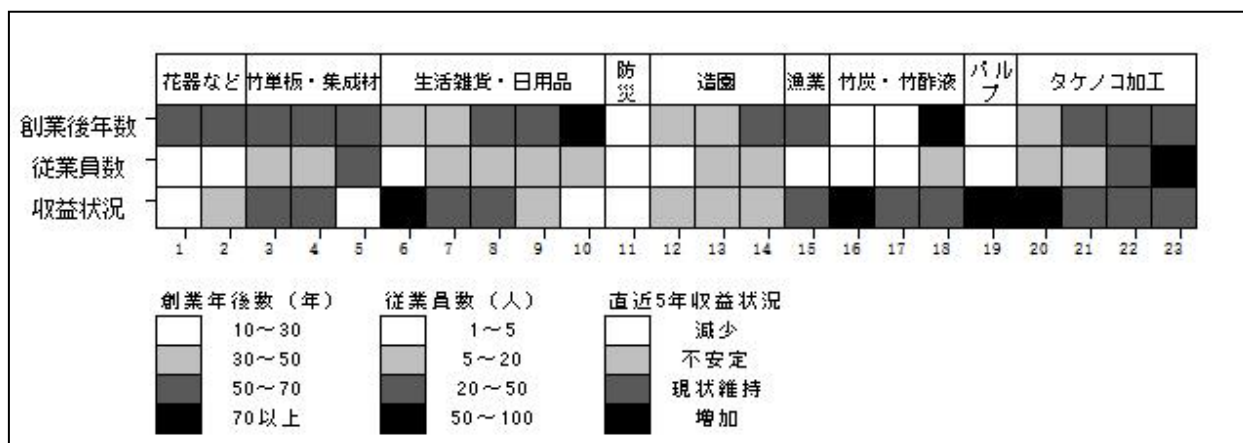 花器など 竹単板・集成材 生活雑貨・日用品 防災 造園 漁業 竹炭・竹酢液 パルプ タケノコ加工
創業後年数
従業員数
収益状況
1 2 3 4 5 6 7 8 9 10 11 12 13 14 15 16 17 18 19 20 21 22 23
創業年後数（年） 従業員数（人） 直近5年収益状況
10～30 1～5 減少
30～50 5～20 不安定
50～70 20～50 現状維持
70以上 50～100 増加